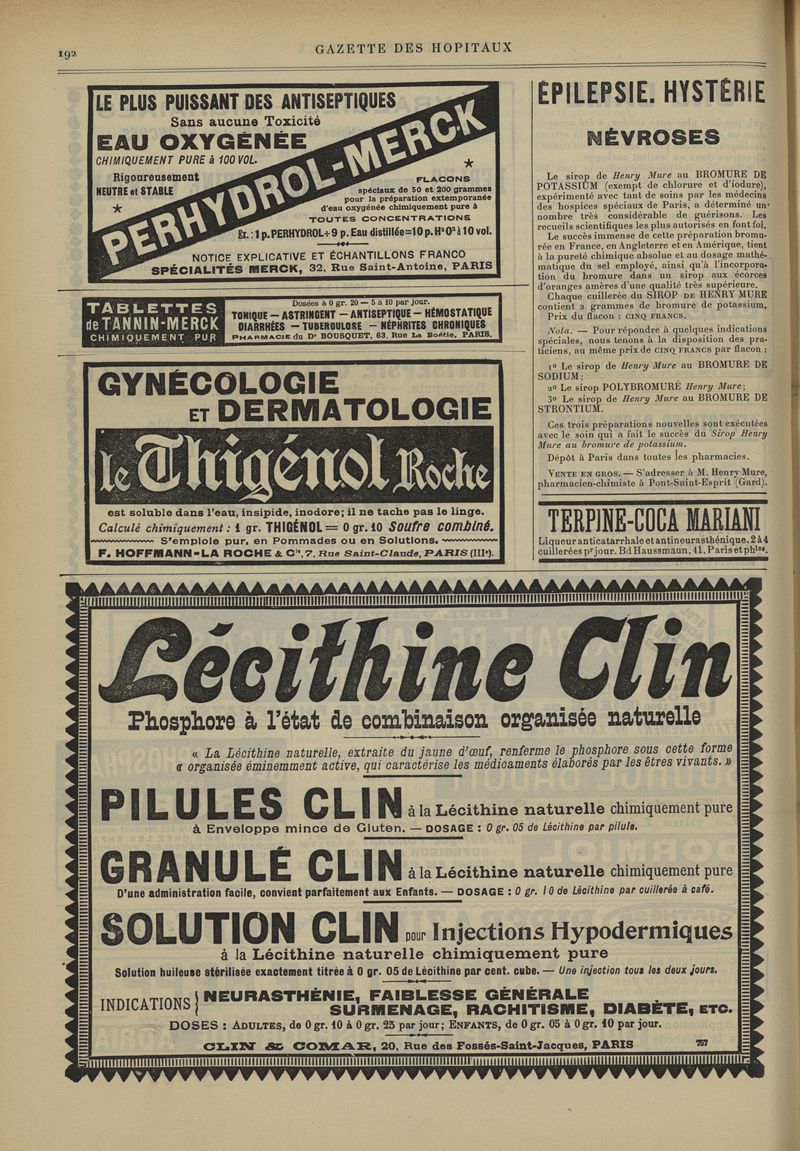 192
GAZETTE DES HOPITAUX
LE PLUS PUISSANT DES ANTISEPTIQUES
Sans aucune Toxicité
EAU OXYGÉNÉE
CHIMIQUEMENT PURE à 100 VOL.
Rigoureusement
NEUTRE et STABLE
*
PERHYDROL-MERCK
*
FLACONS
spéciaux de 50 et 200 grammes
pour la préparation extemporanée
d'eau oxygénée chimiquement pure à
TOUTES CONCENTRATIONS
Ex.: 1 p. PERHYDROL+9 p. Eau distillée=10 p. H²O² à 10 vol.
NOTICE EXPLICATIVE ET ÉCHANTILLONS FRANCO
SPÉCIALITÉS MERCK, 32, Rue Saint-Antoine, PARIS
TABLETTES
de TANNIN-MERCK
CHIMIQUEMENT PUR
Dosées à 0 gr. 20 — 5 à 10 par jour.
TONIQUE — ASTRINGENT — ANTISEPTIQUE — HÉMOSTATIQUE
DIARRHÉES — TUBERCULOSE — NÉPHRITES CHRONIQUES
PHARMACIE du Dr BOUSQUET, 63, Rue La Boétie, PARIS.
GYNÉCOLOGIE
ET DERMATOLOGIE
le Thigénol Roche
est soluble dans l'eau, insipide, inodore; il ne tache pas le linge.
Calculé chimiquement: 1 gr. THIGÉNOL = 0 gr. 10 Soufre combiné.
S'emploie pur, en Pommades ou en Solutions.
F. HOFFMANN-LA ROCHE & Cie, 7, Rue Saint-Claude, PARIS (IIIe).
ÉPILEPSIE. HYSTÉRIE
NÉVROSES
Le sirop de Henry Mure au BROMURE DE
POTASSIUM (exempt de chlorure et d'iodure),
expérimenté avec tant de soins par les médecins
des hospices spéciaux de Paris, a déterminé un
nombre très considérable de guérisons. Les
recueils scientifiques les plus autorisés en font foi.
Le succès immense de cette préparation bromu-
rée en France, en Angleterre et en Amérique, tient
à la pureté chimique absolue et au dosage mathé-
matique du sel employé, ainsi qu'à l'incorpora-
tion du bromure dans un sirop aux écorces
d'oranges amères d'une qualité très supérieure.
Chaque cuillerée du SIROP DE HENRY MURE
contient 2 grammes de bromure de potassium.
Prix du flacon : CINQ FRANCS.
Nota. — Pour répondre à quelques indications
spéciales, nous tenons à la disposition des pra-
ticiens, au même prix de CINQ FRANCS par flacon :
1º Le sirop de Henry Mure au BROMURE DE
SODIUM;
2º Le sirop POLYBROMURÉ Henry Mure;
3º Le sirop de Henry Mure au BROMURE DE
STRONTIUM.
Ces trois préparations nouvelles sont exécutées
avec le soin qui a fait le succès du Sirop Henry
Mure au bromure de potassium.
Dépôt à Paris dans toutes les pharmacies.
VENTE EN GROS. — S'adresser à M. Henry Mure,
pharmacien-chimiste à Pont-Saint-Esprit (Gard).
TERPINE-COCA MARIANI
Liqueur anticatarrhale et antineurasthénique. 2 à 4
cuillerées pr jour. Bd Haussmann, 41, Paris et phies.
Lécithine Clin
Phosphore à l'état de combinaison organisée naturelle
« La Lécithine naturelle, extraite du jaune d'œuf, renferme le phosphore sous cette forme
« organisée éminemment active, qui caractérise les médicaments élaborés par les êtres vivants. »
PILULES CLIN à la Lécithine naturelle chimiquement pure
à Enveloppe mince de Gluten. — DOSAGE : 0 gr. 05 de Lécithine par pilule.
GRANULÉ CLIN à la Lécithine naturelle chimiquement pure
D'une administration facile, convient parfaitement aux Enfants. — DOSAGE : 0 gr. 10 de Lécithine par cuillerée à café.
SOLUTION CLIN pour Injections Hypodermiques
à la Lécithine naturelle chimiquement pure
Solution huileuse stérilisée exactement titrée à 0 gr. 05 de Lécithine par cent. cube. — Une injection tous les deux jours.
INDICATIONS } NEURASTHÉNIE, FAIBLESSE GÉNÉRALE
SURMENAGE, RACHITISME, DIABÈTE, ETC.
DOSES : ADULTES, de 0 gr. 10 à 0 gr. 25 par jour; ENFANTS, de 0 gr. 05 à 0 gr. 10 par jour.
CLIN & COMAR, 20, Rue des Fossés-Saint-Jacques, PARIS
757